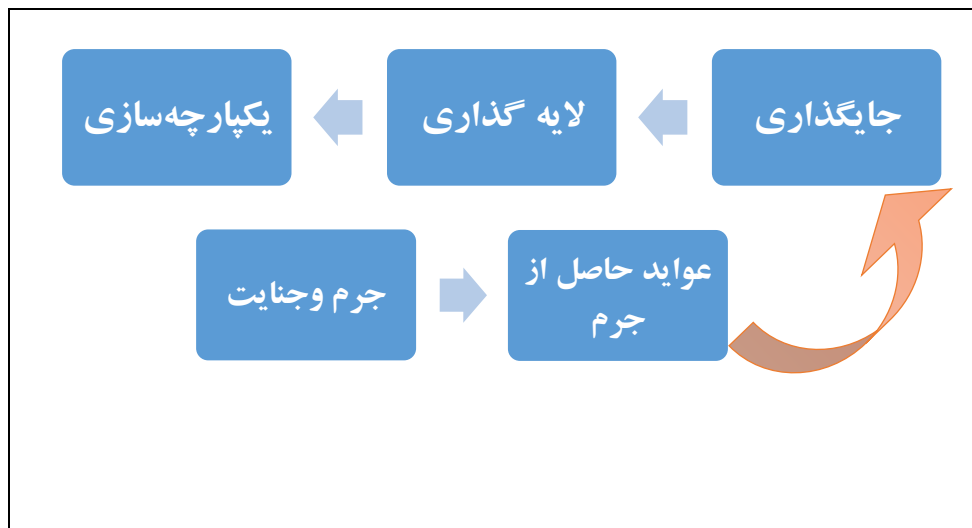 جایگذاری
لایه گذاری
یکپارچه‌سازی
جرم وجنایت
عواید حاصل از
جرم